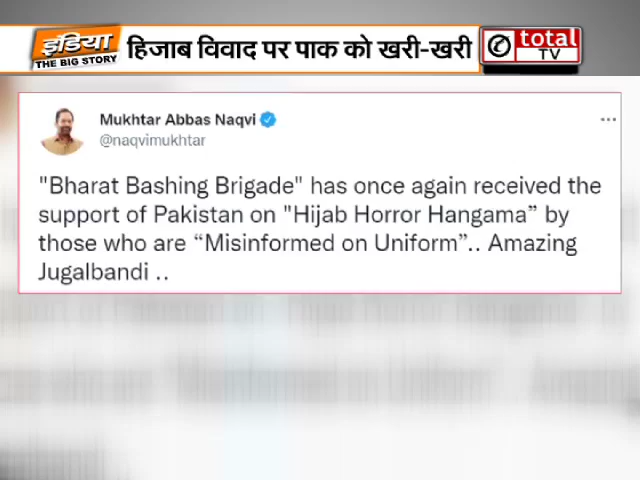 इंडिया
THE BIG STORY
हिजाब विवाद पर पाक को खरी-खरी
total
TV
Mukhtar Abbas Naqvi
@naqvimukhtar
"Bharat Bashing Brigade" has once again received the
support of Pakistan on "Hijab Horror Hangama” by
those who are “Misinformed on Uniform”.. Amazing
Jugalbandi ..